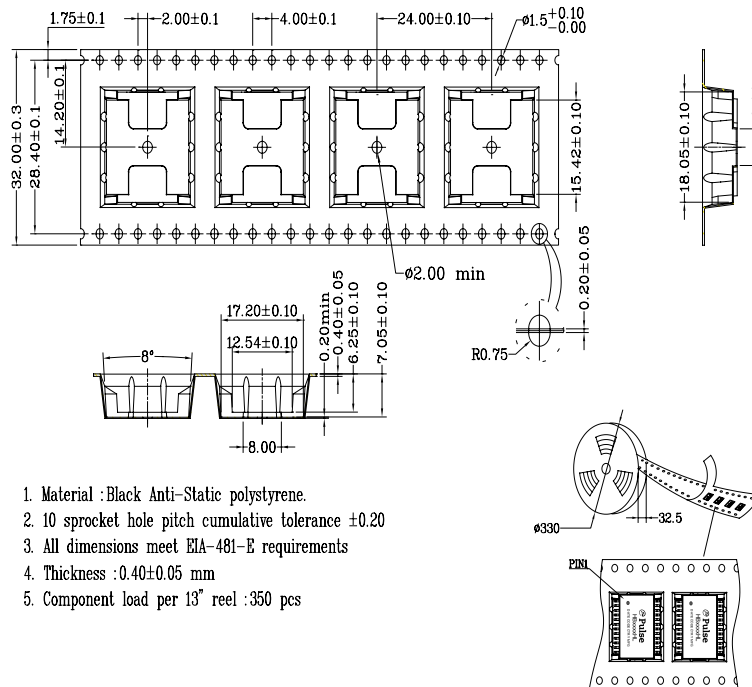 1.75±0.1
2.00±0.1
4.00±0.1
24.00±0.10
ø1.5+0.10
-0.00
32.00±0.3
28.40±0.1
14.20±0.1
15.42±0.10
18.05±0.10
ø2.00 min
0.20±0.05
R0.75
17.20±0.10
12.54±0.10
8°
8.00
0.20min
0.40±0.05
6.25±0.10
7.05±0.10
1. Material :Black Anti-Static polystyrene.
2. 10 sprocket hole pitch cumulative tolerance ±0.20
3. All dimensions meet EIA-481-E requirements
4. Thickness :0.40±0.05 mm
5. Component load per 13" reel :350 pcs
ø330
32.5
PIN1
Pulse
HBxxxxHL
Pulse
HBxxxxHL